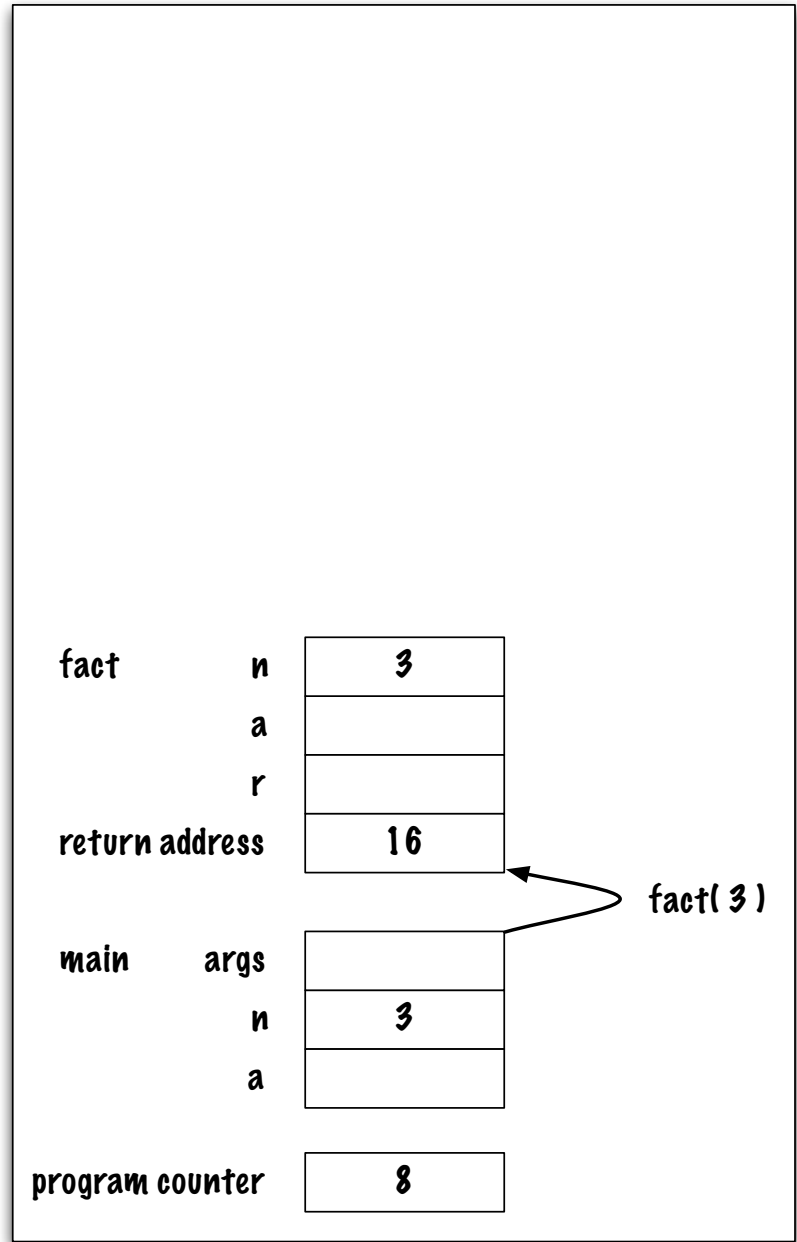 fact n 3
a
r
return address 16
fact( 3 )
main args
n 3
a
program counter 8